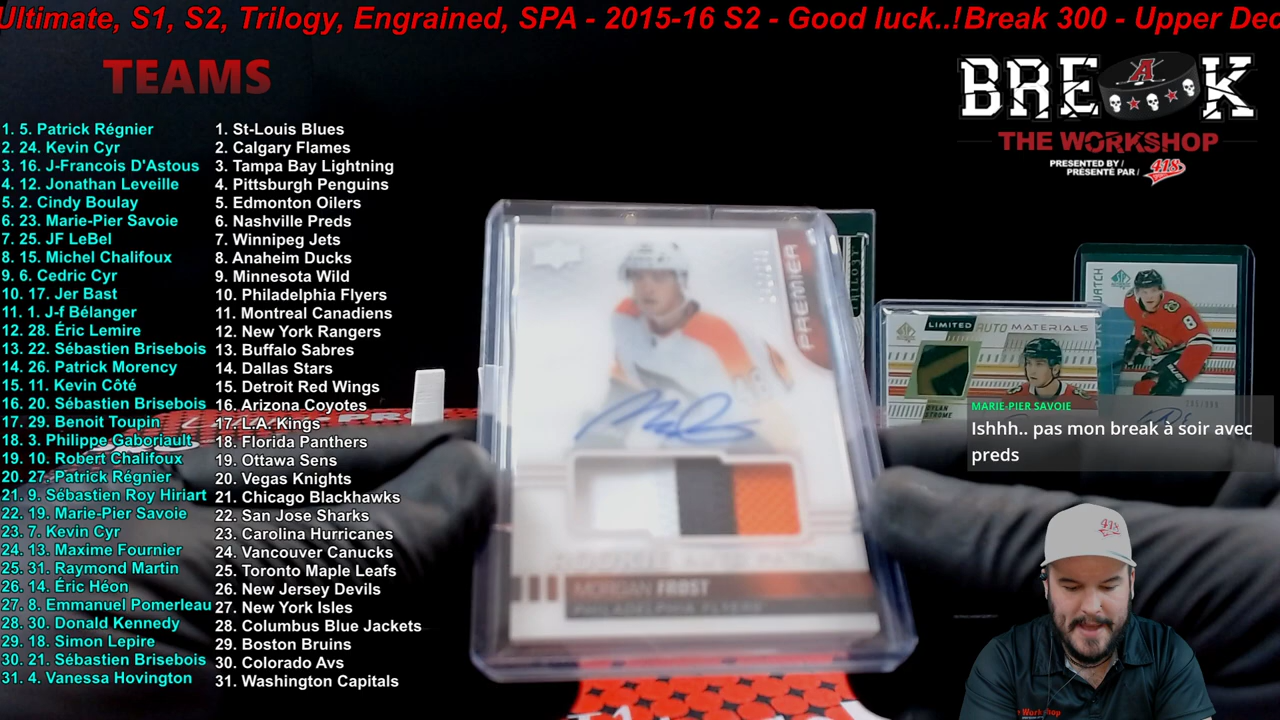 Ultimate, S1, S2, Trilogy, Engrained, SPA - 2015-16 S2 - Good luck..!Break 300 - Upper Dec
TEAMS
BREAK
A
THE WORKSHOP
PRESENTED BY /
PRÉSENTÉ PAR /
418
1. 5. Patrick Régnier
2. 24. Kevin Cyr
3. 16. J-Francois D'Astous
4. 12. Jonathan Leveille
5. 2. Cindy Boulay
6. 23. Marie-Pier Savoie
7. 25. JF LeBel
8. 15. Michel Chalifoux
9. 6. Cedric Cyr
10. 17. Jer Bast
11. 1. J-f Bélanger
12. 28. Éric Lemire
13. 22. Sébastien Brisebois
14. 26. Patrick Morency
15. 11. Kevin Côté
16. 20. Sébastien Brisebois
17. 29. Benoit Toupin
18. 3. Philippe Gaboriault
19. 10. Robert Chalifoux
20. 27. Patrick Régnier
21. 9. Sébastien Roy Hiriart
22. 19. Marie-Pier Savoie
23. 7. Kevin Cyr
24. 13. Maxime Fournier
25. 31. Raymond Martin
26. 14. Éric Héon
27. 8. Emmanuel Pomerleau
28. 30. Donald Kennedy
29. 18. Simon Lepire
30. 21. Sébastien Brisebois
31. 4. Vanessa Hovington
1. St-Louis Blues
2. Calgary Flames
3. Tampa Bay Lightning
4. Pittsburgh Penguins
5. Edmonton Oilers
6. Nashville Preds
7. Winnipeg Jets
8. Anaheim Ducks
9. Minnesota Wild
10. Philadelphia Flyers
11. Montreal Canadiens
12. New York Rangers
13. Buffalo Sabres
14. Dallas Stars
15. Detroit Red Wings
16. Arizona Coyotes
17. L.A. Kings
18. Florida Panthers
19. Ottawa Sens
20. Vegas Knights
21. Chicago Blackhawks
22. San Jose Sharks
23. Carolina Hurricanes
24. Vancouver Canucks
25. Toronto Maple Leafs
26. New Jersey Devils
27. New York Isles
28. Columbus Blue Jackets
29. Boston Bruins
30. Colorado Avs
31. Washington Capitals
PREMIER
MORGAN FROST
PHILADELPHIA FLYERS
TRILOGY
LIMITED AUTO MATERIALS
DYLAN
STROME
WATCH
8
MARIE-PIER SAVOIE
Ishhh.. pas mon break à soir avec
preds
418